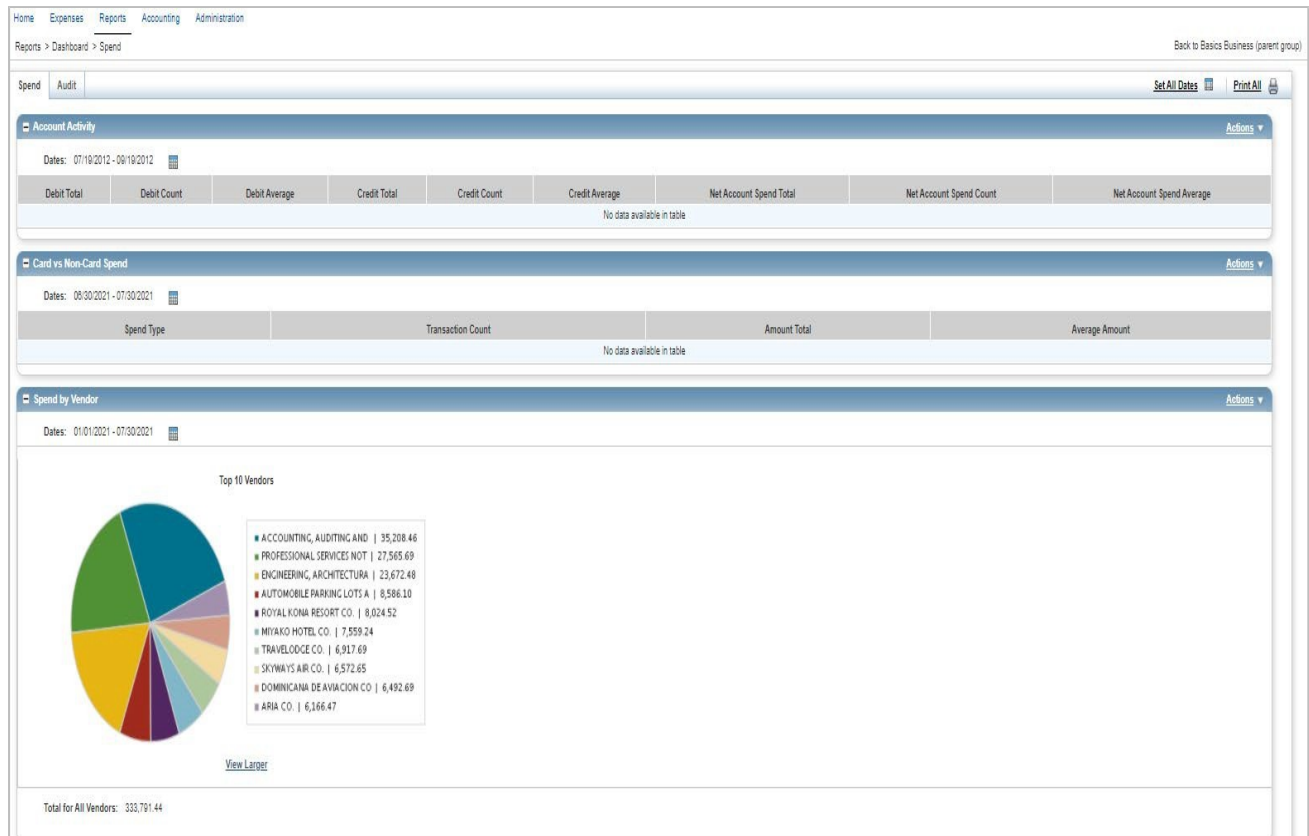 Home Expenses Reports Accounting Administration
Reports > Dashboard > Spend Back to Basics Business (parent group)
Spend Audit Set All Dates Print All
Account Activity Actions ▼
Dates: 07/19/2012 - 09/19/2012
Debit Total Debit Count Debit Average Credit Total Credit Count Credit Average Net Account Spend Total Net Account Spend Count Net Account Spend Average
No data available in table
Card vs Non-Card Spend Actions ▼
Dates: 06/30/2021 - 07/30/2021
Spend Type Transaction Count Amount Total Average Amount
No data available in table
Spend by Vendor Actions ▼
Dates: 01/01/2021 - 07/30/2021
Top 10 Vendors
ACCOUNTING, AUDITING AND | 35,208.46
PROFESSIONAL SERVICES NOT | 27,565.69
ENGINEERING, ARCHITECTURA | 23,672.48
AUTOMOBILE PARKING LOTS A | 8,586.10
ROYAL KONA RESORT CO. | 8,024.52
MIYAKO HOTEL CO. | 7,559.24
TRAVELODGE CO. | 6,917.69
SKYWAYS AIR CO. | 6,572.65
DOMINICANA DE AVIACION CO | 6,492.69
ARIA CO. | 6,166.47
View Larger
Total for All Vendors: 333,791.44